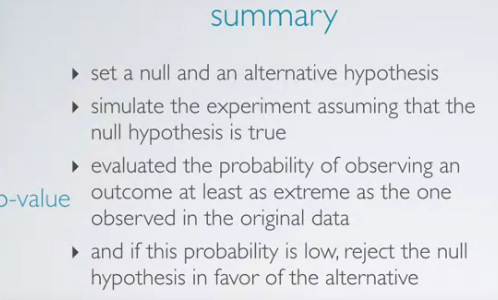 summary
▸ set a null and an alternative hypothesis
▸ simulate the experiment assuming that the
null hypothesis is true
▸ evaluated the probability of observing an
p-value outcome at least as extreme as the one
observed in the original data
▸ and if this probability is low, reject the null
hypothesis in favor of the alternative